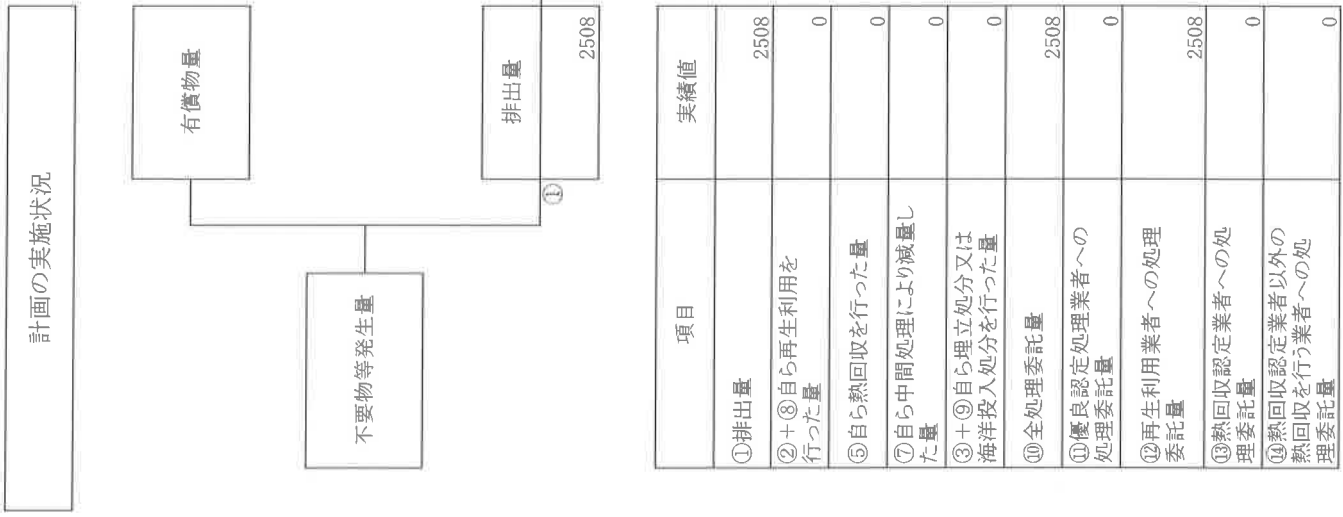 計画の実施状況
有償物量
不要物等発生量
①
排出量
2508
項目
実績値
①排出量
2508
②+⑧自ら再生利用を
行った量
0
⑤自ら熱回収を行った量
0
⑦自ら中間処理により減量し
た量
0
③+⑨自ら埋立処分又は
海洋投入処分を行った量
0
⑩全処理委託量
2508
⑪優良認定処理業者への
処理委託量
0
⑫再生利用業者への処理
委託量
2508
⑬熱回収認定業者への処
理委託量
0
⑭熱回収認定業者以外の
熱回収を行う業者への処
理委託量
0